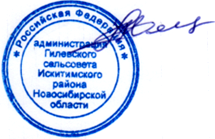 * Российская Федерация *
администрация
Гилевского
сельсовета
Искитимского
района
Новосибирской
области